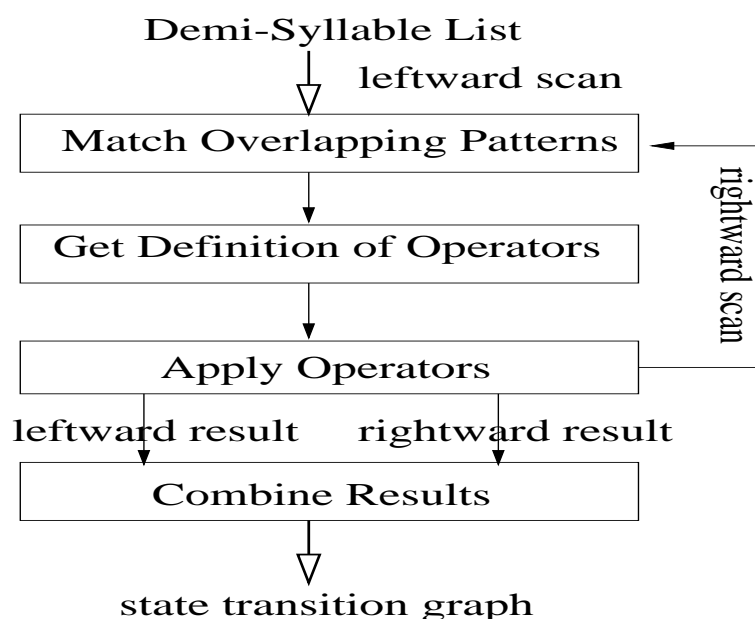 Demi-Syllable List
leftward scan
Match Overlapping Patterns
rightward scan
Get Definition of Operators
Apply Operators
leftward result
rightward result
Combine Results
state transition graph